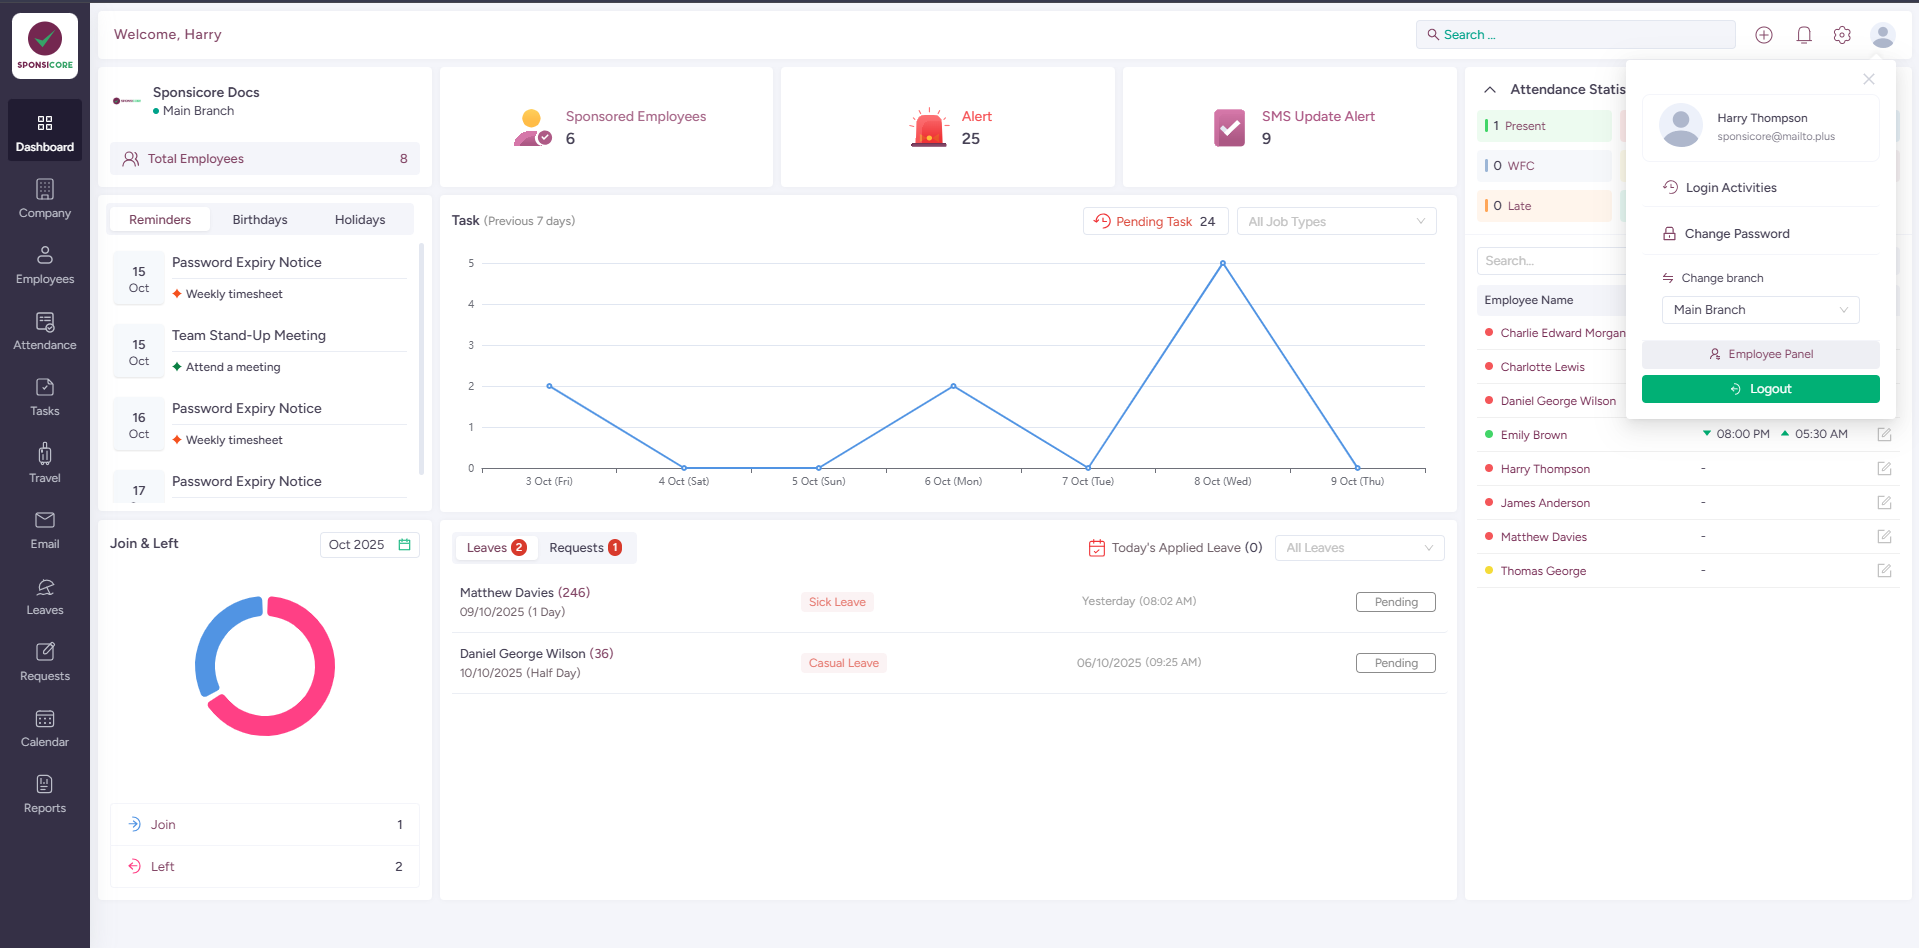 SPONSICORE
Dashboard
Company
Employees
Attendance
Tasks
Travel
Email
Leaves
Requests
Calendar
Reports
Welcome, Harry
Search ...
Sponsicore Docs
Main Branch
Total Employees 8
Sponsored Employees
6
Alert
25
SMS Update Alert
9
Reminders Birthdays Holidays
15 Oct
Password Expiry Notice
Weekly timesheet
15 Oct
Team Stand-Up Meeting
Attend a meeting
16 Oct
Password Expiry Notice
Weekly timesheet
17
Password Expiry Notice
Task (Previous 7 days)
Pending Task 24
All Job Types
5
4
3
2
1
0
3 Oct (Fri) 4 Oct (Sat) 5 Oct (Sun) 6 Oct (Mon) 7 Oct (Tue) 8 Oct (Wed) 9 Oct (Thu)
Join & Left
Oct 2025
Join 1
Left 2
Leaves 2 Requests 1
Today's Applied Leave (0)
All Leaves
Matthew Davies (246)
09/10/2025 (1 Day)
Sick Leave
Yesterday (08:02 AM)
Pending
Daniel George Wilson (36)
10/10/2025 (Half Day)
Casual Leave
06/10/2025 (09:25 AM)
Pending
Attendance Statis
1 Present
0 WFC
0 Late
Search...
Employee Name
Charlie Edward Morgan
Charlotte Lewis
Daniel George Wilson
Emily Brown 08:00 PM 05:30 AM
Harry Thompson -
James Anderson -
Matthew Davies -
Thomas George -
Harry Thompson
sponsicore@mailto.plus
Login Activities
Change Password
Change branch
Main Branch
Employee Panel
Logout